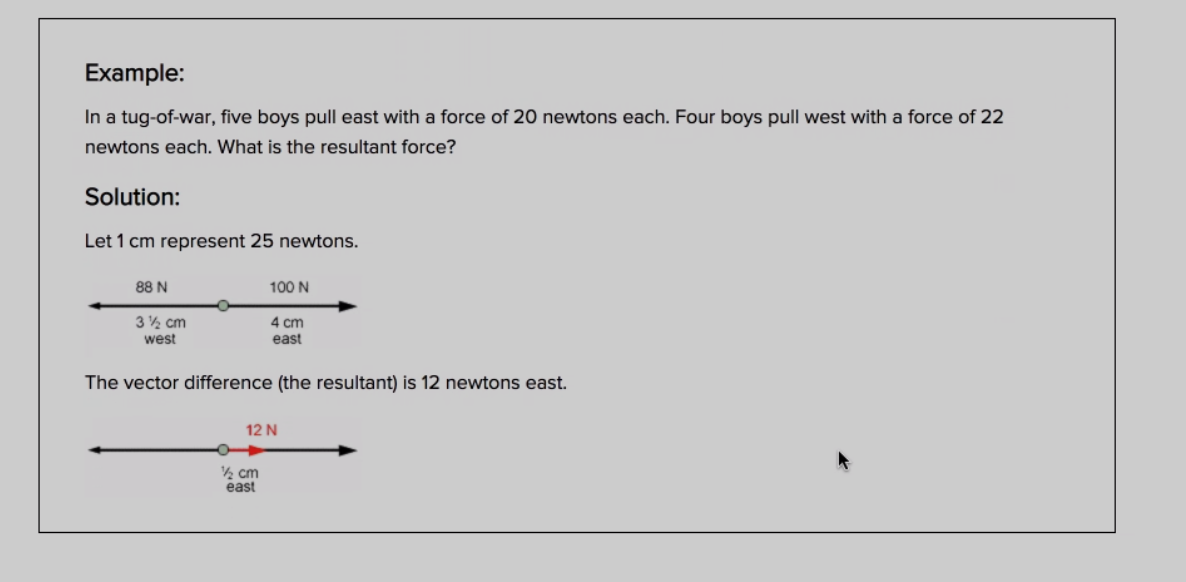 Example:
In a tug-of-war, five boys pull east with a force of 20 newtons each. Four boys pull west with a force of 22
newtons each. What is the resultant force?
Solution:
Let 1 cm represent 25 newtons.
88 N 100 N
3 ½ cm 4 cm
west east
The vector difference (the resultant) is 12 newtons east.
12 N
½ cm
east